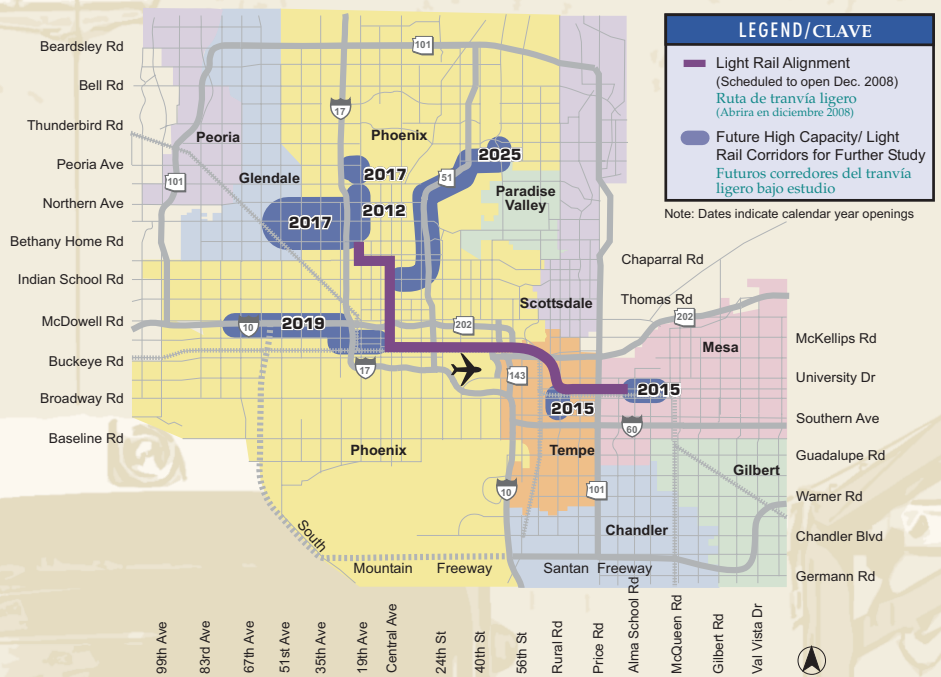 LEGEND/CLAVE
Light Rail Alignment
(Scheduled to open Dec. 2008)
Ruta de tranvía ligero
(Abrira en diciembre 2008)
Future High Capacity/ Light
Rail Corridors for Further Study
Futuros corredores del tranvía
ligero bajo estudio
Note: Dates indicate calendar year openings
Beardsley Rd
Bell Rd
Thunderbird Rd
Peoria Ave
Northern Ave
Bethany Home Rd
Indian School Rd
McDowell Rd
Buckeye Rd
Broadway Rd
Baseline Rd
101
17
Peoria
Phoenix
101
Glendale
2017
51
2025
Paradise
Valley
2017
2012
Chaparral Rd
Thomas Rd
Scottsdale
202
10
2019
202
Mesa
17
143
2015
2015
60
Phoenix
Tempe
Gilbert
10
101
Chandler
South
Mountain
Freeway
Santan
Freeway
McKellips Rd
University Dr
Southern Ave
Guadalupe Rd
Warner Rd
Chandler Blvd
Germann Rd
99th Ave
83rd Ave
67th Ave
51st Ave
35th Ave
19th Ave
Central Ave
24th St
40th St
56th St
Rural Rd
Price Rd
Alma School Rd
McQueen Rd
Gilbert Rd
Val Vista Dr